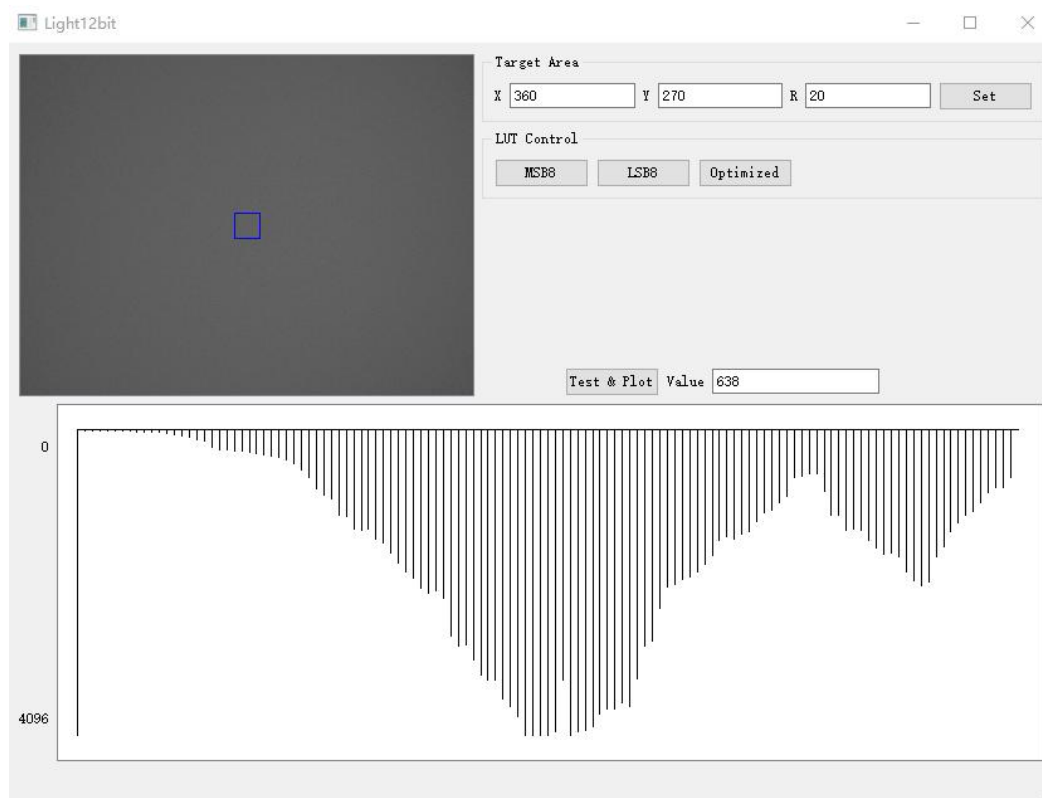 Light12bit
Target Area
X 360 Y 270 R 20 Set
LUT Control
MSB8 LSB8 Optimized
Test & Plot Value 638
0
4096